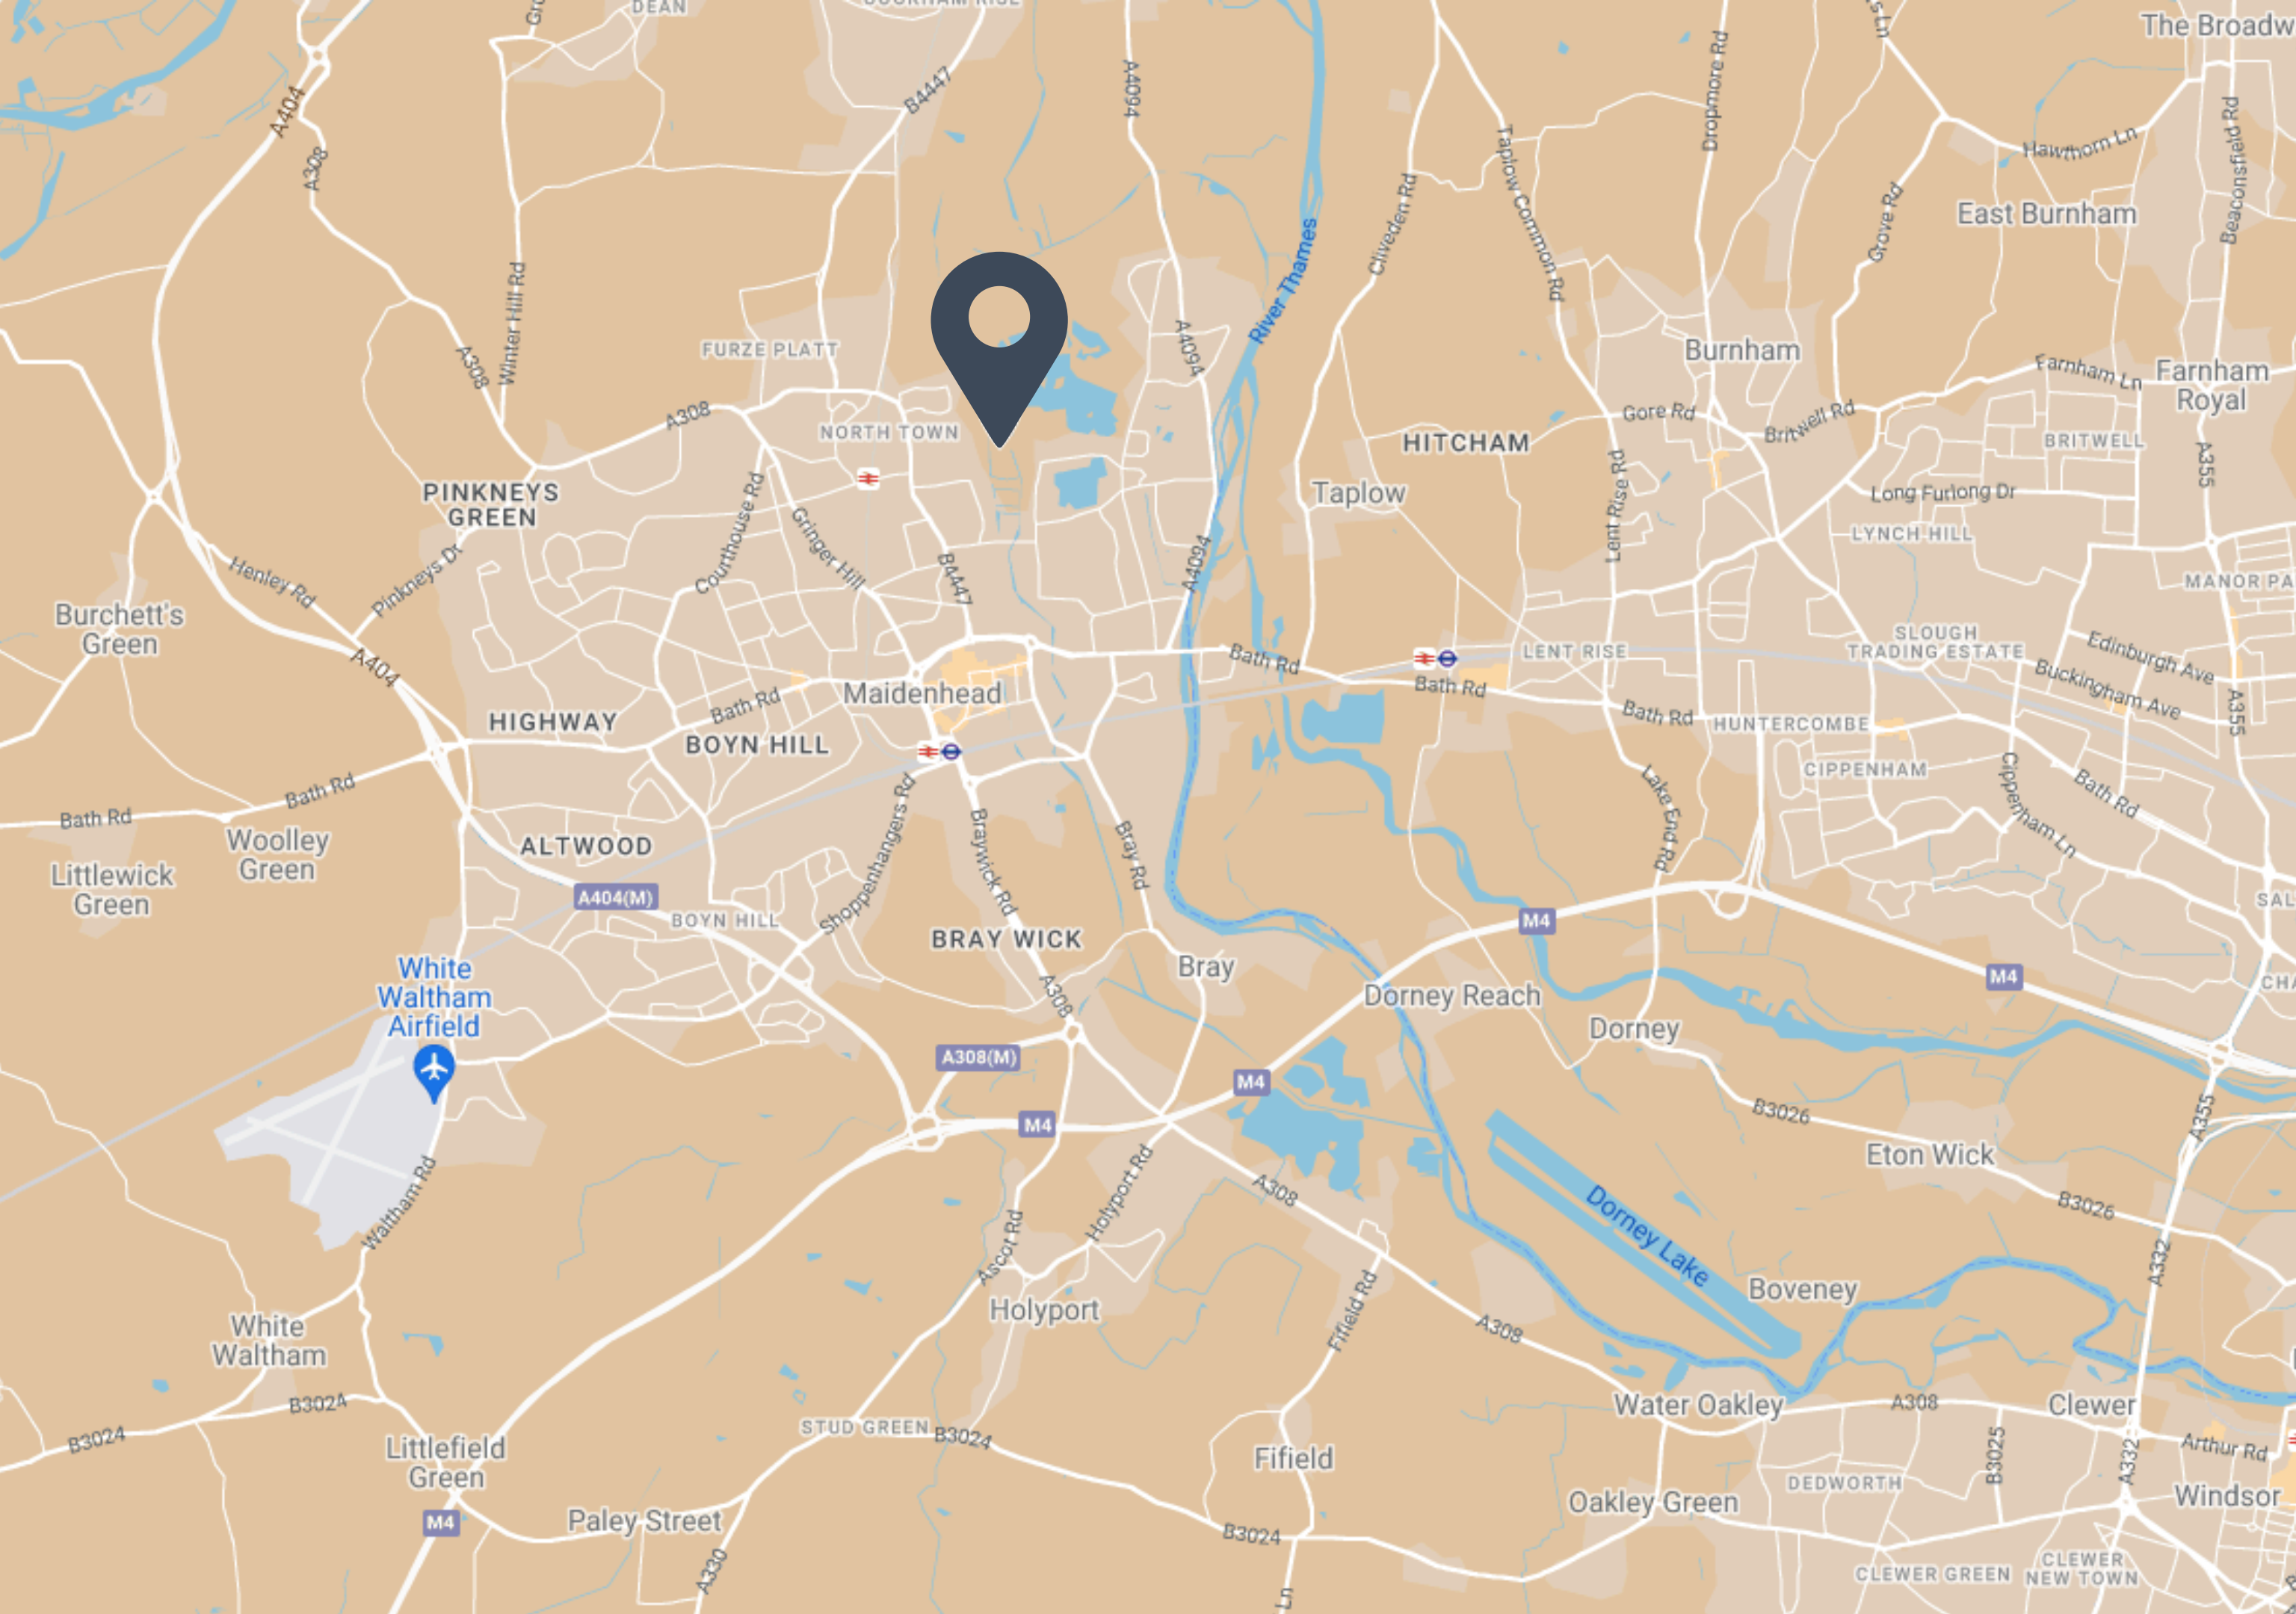 DEAN
The Broadw
A404
A308
B4447
A4094
Dropmore Rd
Hawthorn Ln
Beaconsfield Rd
East Burnham
Grove Rd
Cliveden Rd
Taplow Common Rd
River Thames
Winter Hill Rd
A308
FURZE PLATT
A4094
Burnham
Farnham Ln
Farnham
Royal
A308
NORTH TOWN
Gore Rd
Britwell Rd
HITCHAM
BRITWELL
A355
PINKNEYS
GREEN
Courthouse Rd
Gringer Hill
Taplow
Lent Rise Rd
Long Furlong Dr
LYNCH HILL
Henley Rd
Pinkneys Dr
B4447
A4094
MANOR PA
Burchett's
Green
A404
Maidenhead
Bath Rd
Bath Rd
LENT RISE
SLOUGH
TRADING ESTATE
Edinburgh Ave
Buckingham Ave
A355
HIGHWAY
Bath Rd
BOYN HILL
Bath Rd
HUNTERCOMBE
CIPPENHAM
Bath Rd
Bath Rd
Bath Rd
Woolley
Green
Littlewick
Green
ALTWOOD
A404(M)
BOYN HILL
Shoppenhangers Rd
Braywick Rd
Bray Rd
Lake End Rd
Cippenham Ln
SAL
M4
BRAY WICK
Bray
M4
CHA
White
Waltham
Airfield
A308
Dorney Reach
Dorney
A308(M)
M4
M4
B3026
A355
Eton Wick
Waltham Rd
Holyport Rd
A308
Dorney Lake
B3026
Ascot Rd
A332
Holyport
Fifield Rd
A308
Boveney
White
Waltham
B3024
B3024
Littlefield
Green
STUD GREEN
B3024
Fifield
Water Oakley
A308
Clewer
Arthur Rd
B3025
A332
DEDWORTH
Oakley Green
Windsor
M4
Paley Street
B3024
A330
Ln
CLEWER GREEN
CLEWER
NEW TOWN